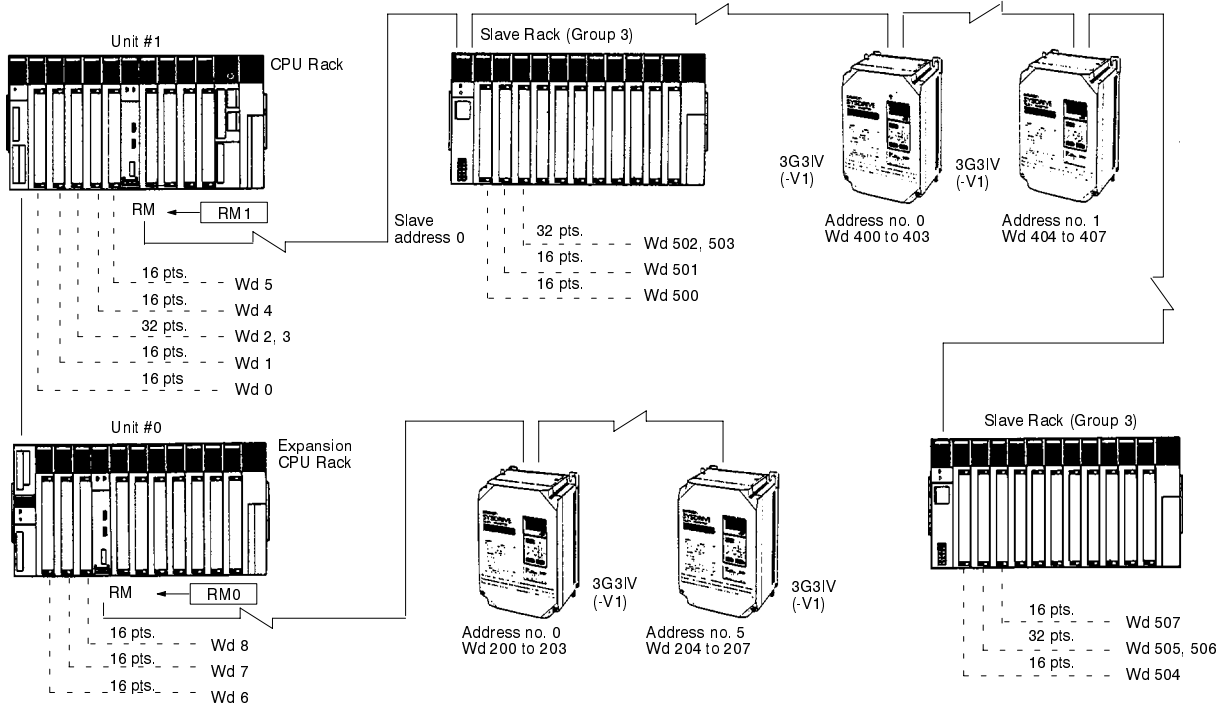 Unit #1
CPU Rack
RM
RM1
16 pts.
Wd 5
16 pts.
Wd 4
32 pts.
Wd 2, 3
16 pts.
Wd 1
16 pts
Wd 0
Slave Rack (Group 3)
Slave
address 0
32 pts.
Wd 502, 503
16 pts.
Wd 501
16 pts.
Wd 500
3G3IV
(-V1)
Address no. 0
Wd 400 to 403
3G3IV
(-V1)
Address no. 1
Wd 404 to 407
Unit #0
Expansion
CPU Rack
RM
RM0
16 pts.
Wd 8
16 pts.
Wd 7
16 pts.
Wd 6
3G3IV
(-V1)
Address no. 0
Wd 200 to 203
3G3IV
(-V1)
Address no. 5
Wd 204 to 207
Slave Rack (Group 3)
16 pts.
Wd 507
32 pts.
Wd 505, 506
16 pts.
Wd 504